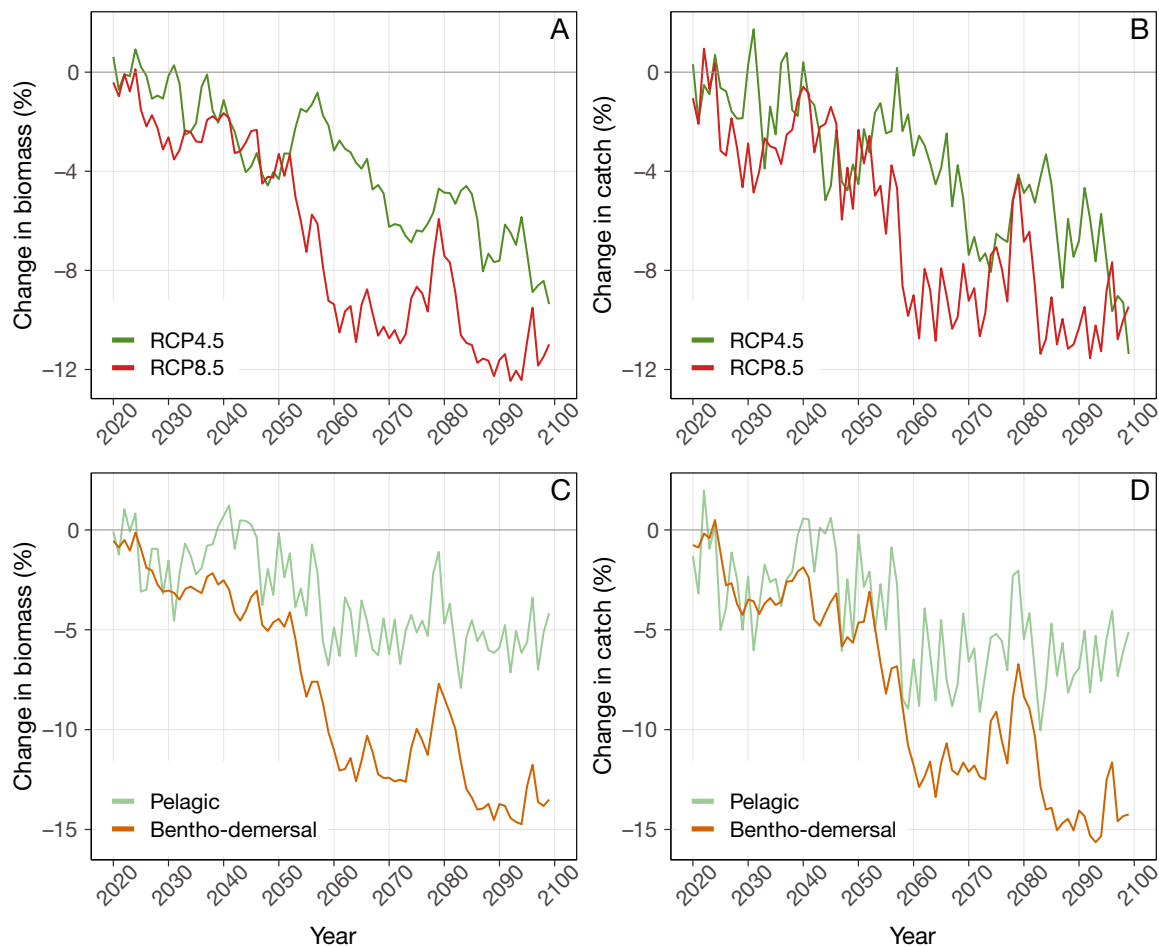 A
B
Change in biomass (%)
0
−4
−8
−12
RCP4.5
RCP8.5
2020
2030
2040
2050
2060
2070
2080
2090
2100
Change in catch (%)
0
−4
−8
−12
RCP4.5
RCP8.5
2020
2030
2040
2050
2060
2070
2080
2090
2100
C
D
Change in biomass (%)
0
−5
−10
−15
Pelagic
Bentho-demersal
2020
2030
2040
2050
2060
2070
2080
2090
2100
Year
Change in catch (%)
0
−5
−10
−15
Pelagic
Bentho-demersal
2020
2030
2040
2050
2060
2070
2080
2090
2100
Year